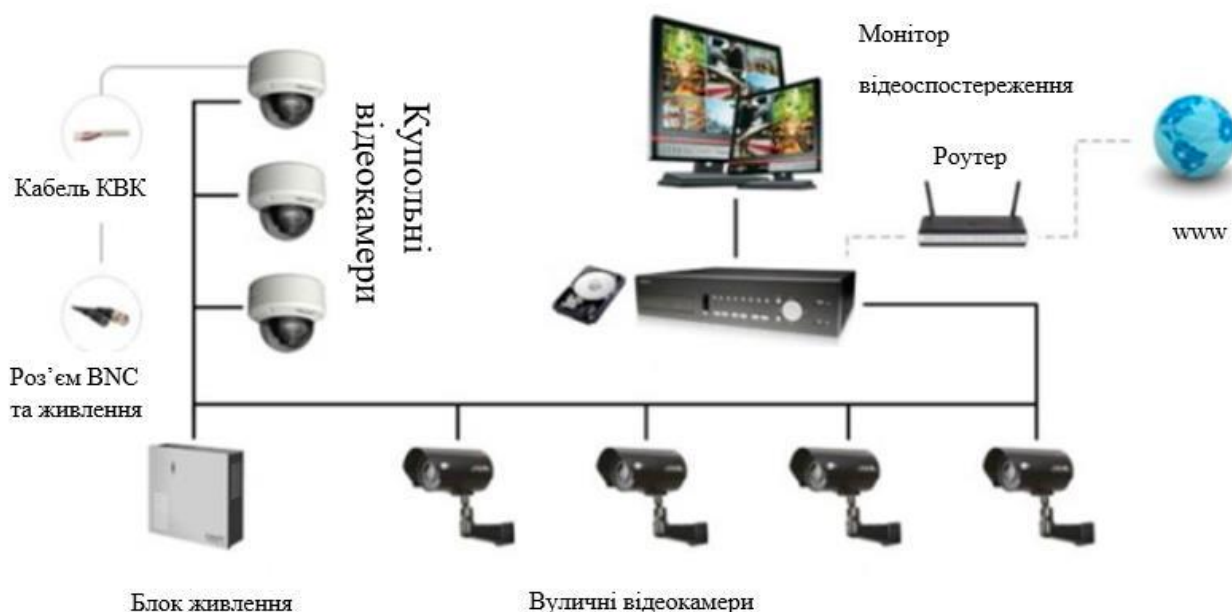 Монітор
відеоспостереження
Купольні
відеокамери
Роутер
Кабель КВК
www
Роз’єм BNC
та живлення
Блок живлення
Вуличні відеокамери